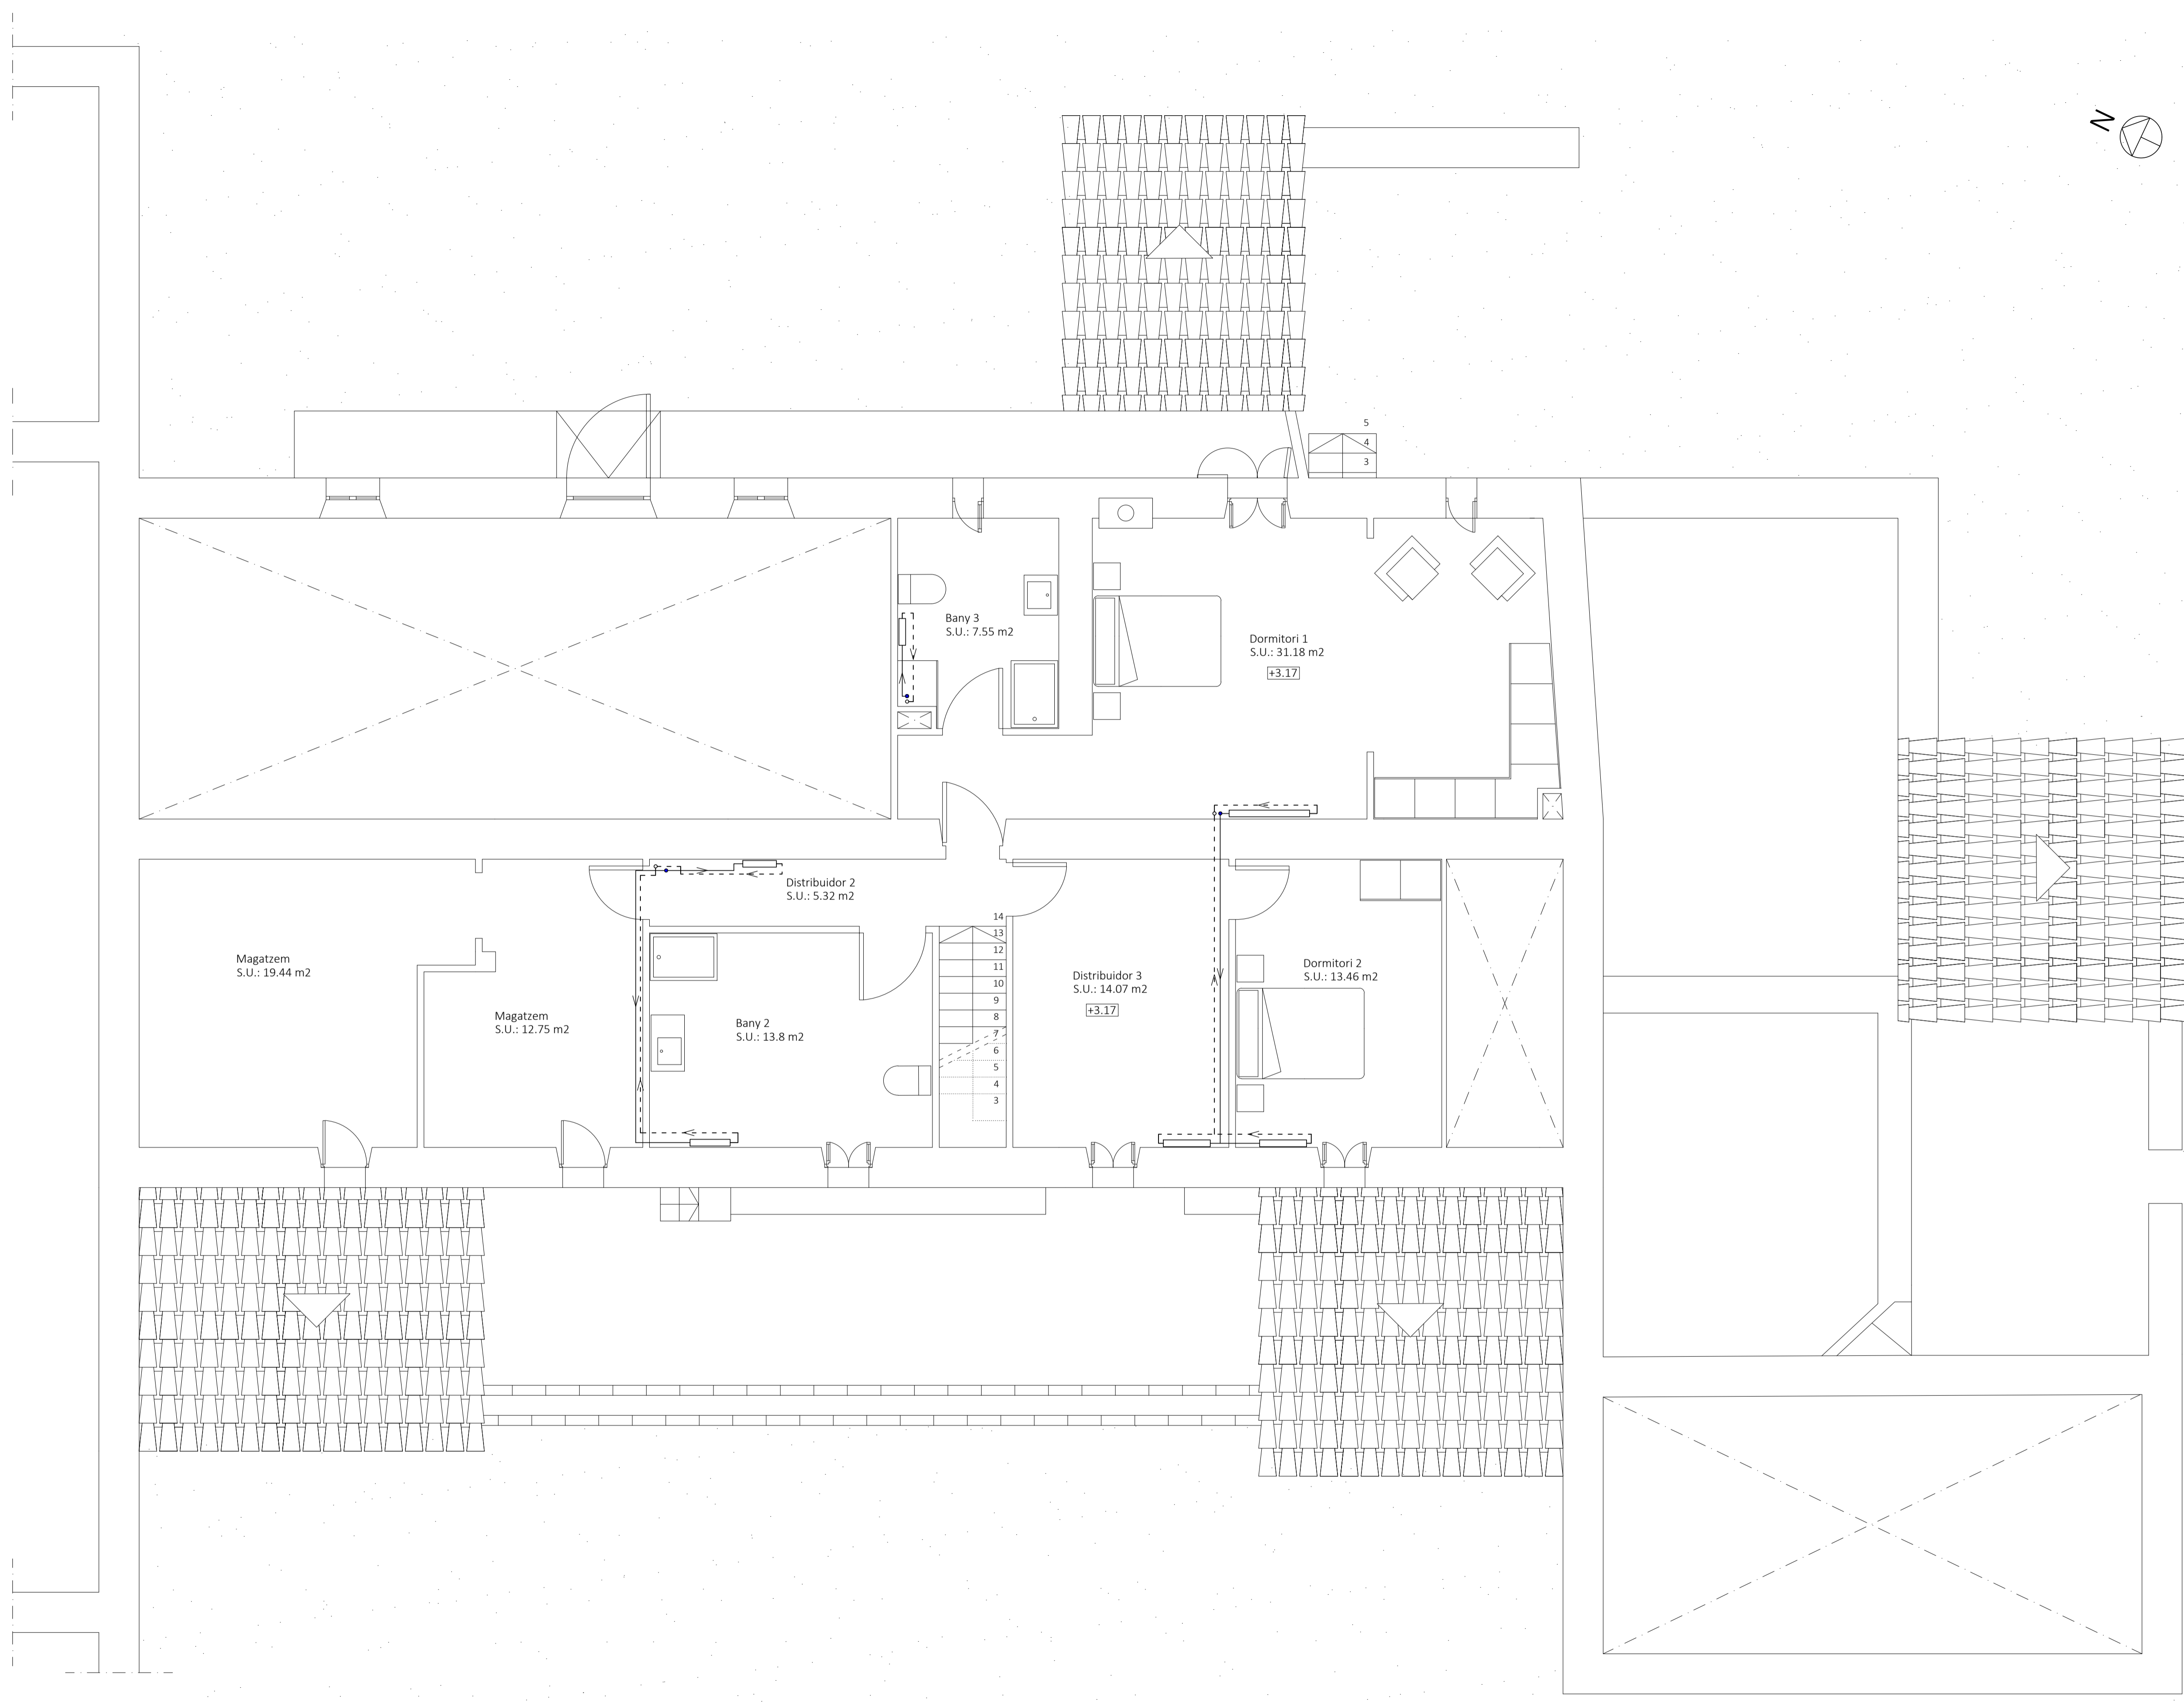 N
5
4
3
Bany 3
S.U.: 7.55 m2
Dormitori 1
S.U.: 31.18 m2
+3.17
Distribuidor 2
S.U.: 5.32 m2
14
13
12
11
10
9
8
7
6
5
4
3
Magatzem
S.U.: 19.44 m2
Magatzem
S.U.: 12.75 m2
Bany 2
S.U.: 13.8 m2
Distribuidor 3
S.U.: 14.07 m2
+3.17
Dormitori 2
S.U.: 13.46 m2